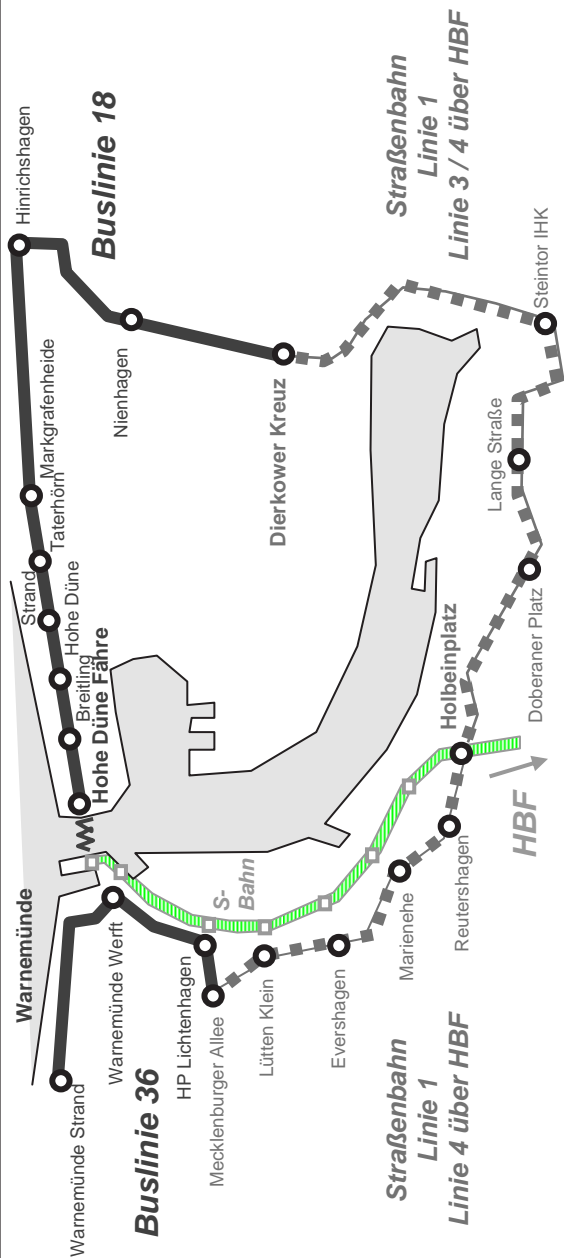 Warnemünde
Warnemünde Strand
Warnemünde Werft
Buslinie 36
HP Lichtenhagen
Mecklenburger Allee
Lütten Klein
Evershagen
Marienehe
Reutershagen
Straßenbahn
Linie 1
Linie 4 über HBF
S-
Bahn
HBF
Holbeinplatz
Doberaner Platz
Lange Straße
Steintor IHK
Hohe Düne Fähre
Breitling
Hohe Düne
Strand
Taterhörn
Markgrafenheide
Hinrichshagen
Buslinie 18
Nienhagen
Dierkower Kreuz
Straßenbahn
Linie 1
Linie 3 / 4 über HBF